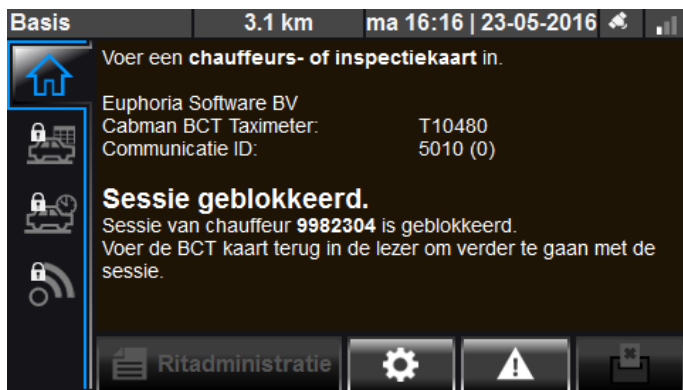 Basis 3.1 km ma 16:16 | 23-05-2016
Voer een chauffeurs- of inspectiekaart in.
Euphoria Software BV
Cabman BCT Taximeter: T10480
Communicatie ID: 5010 (0)
Sessie geblokkeerd.
Sessie van chauffeur 9982304 is geblokkeerd.
Voer de BCT kaart terug in de lezer om verder te gaan met de
sessie.
Ritadministratie